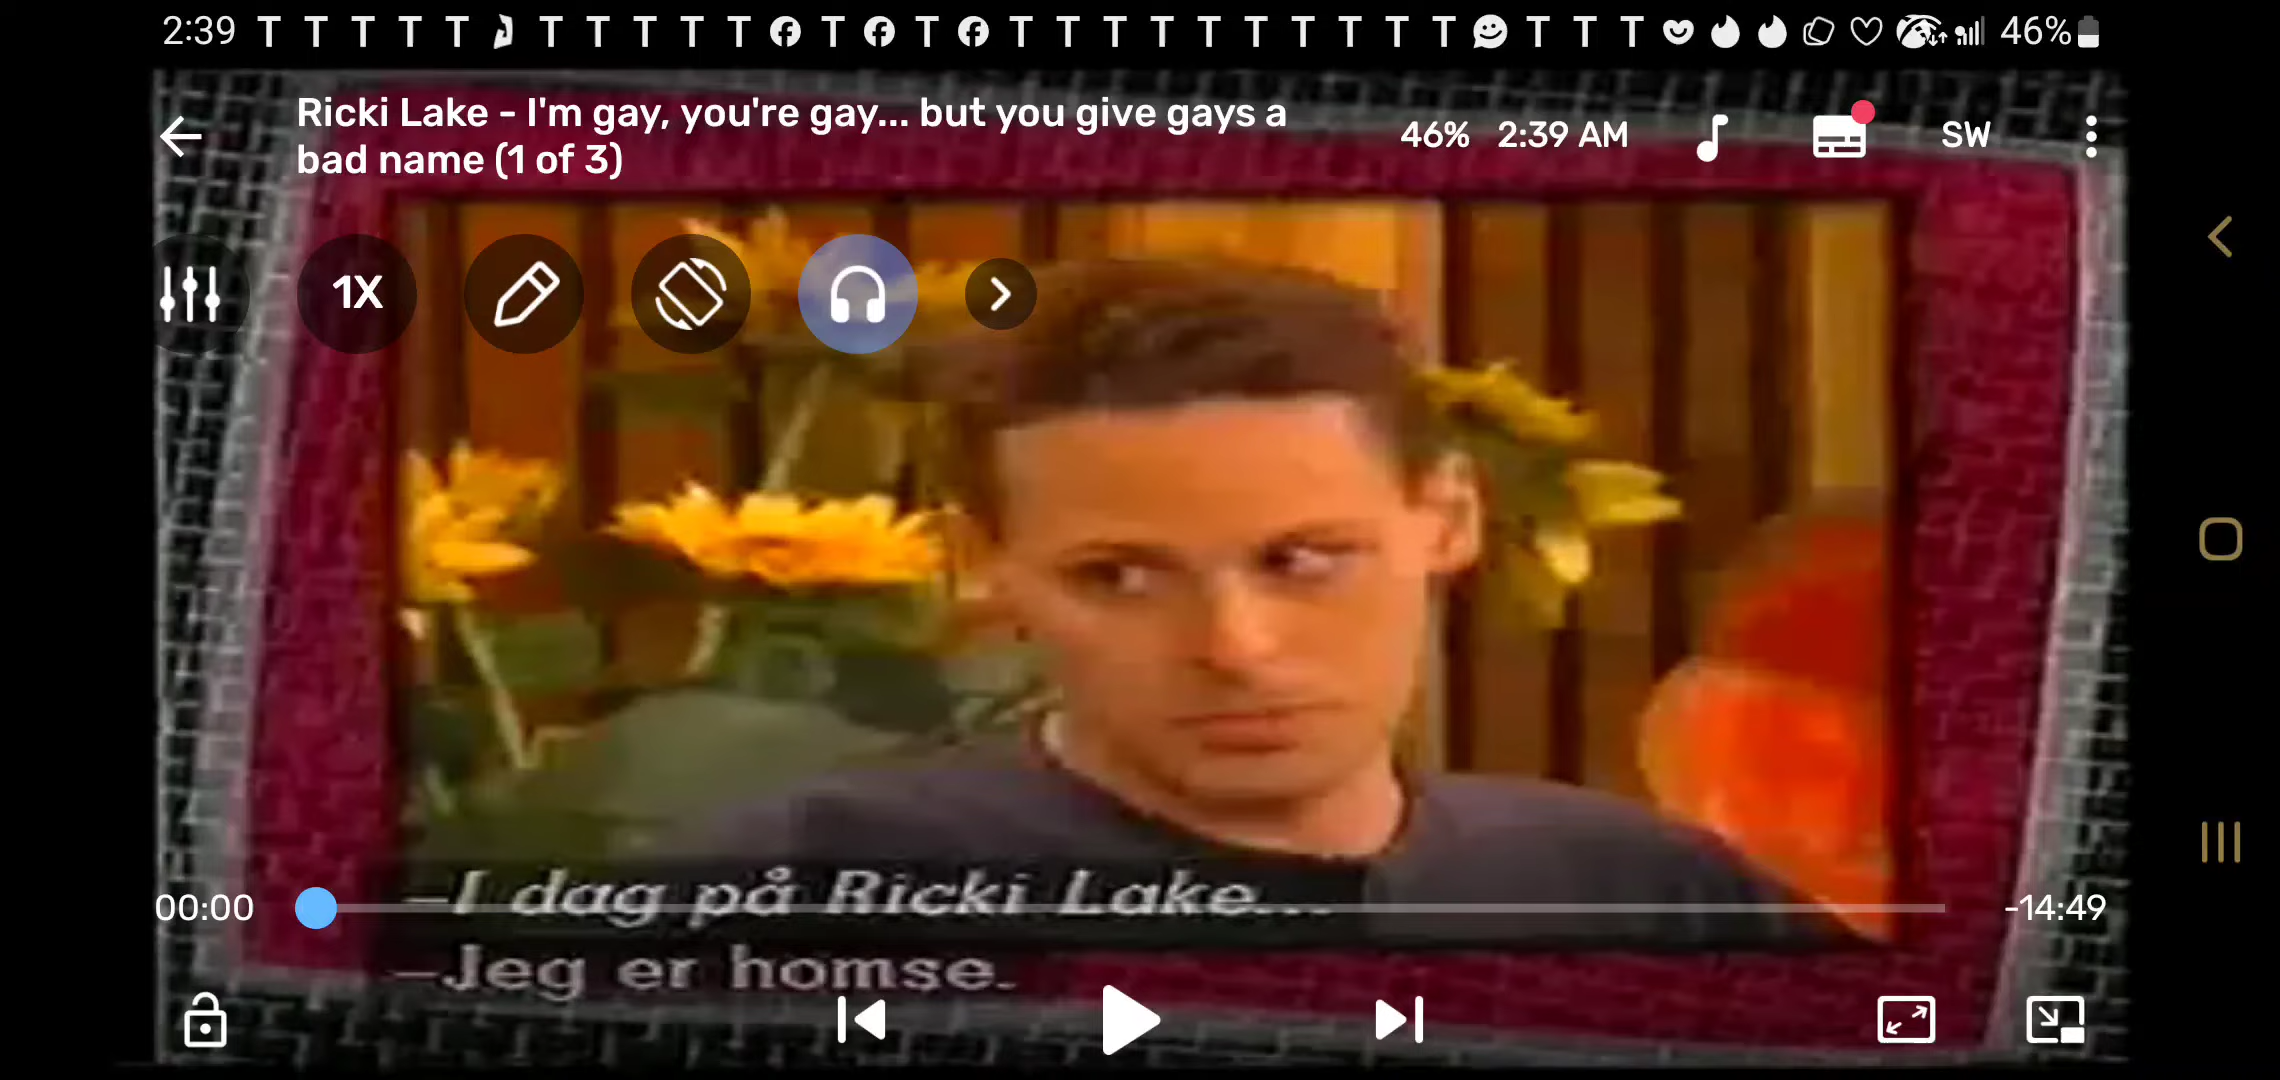 2:39 T T T T T T T T T T T T T T T T T T T T T T T T T 46%
Ricki Lake - I'm gay, you're gay... but you give gays a
bad name (1 of 3)
46% 2:39 AM SW
1X
–I dag på Ricki Lake...
00:00 -14:49
–Jeg er homse.